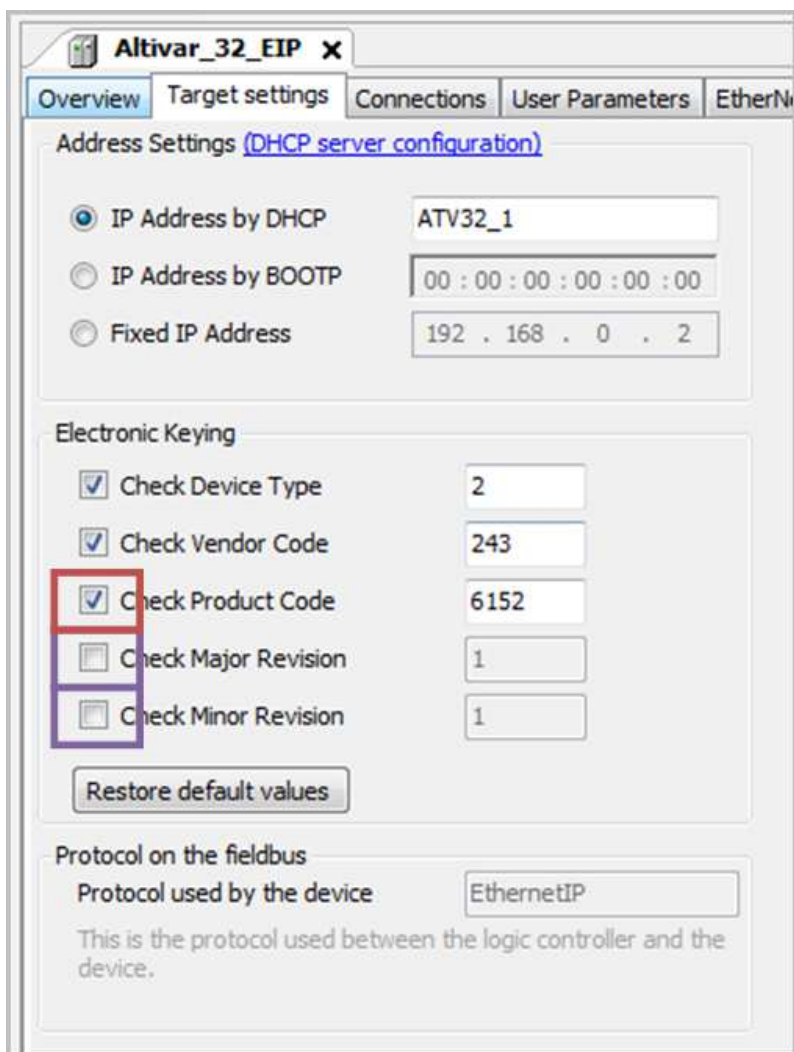 Altivar_32_EIP x
Overview Target settings Connections User Parameters EtherNe
Address Settings (DHCP server configuration)
IP Address by DHCP ATV32_1
IP Address by BOOTP 00 : 00 : 00 : 00 : 00 : 00
Fixed IP Address 192 . 168 . 0 . 2
Electronic Keying
Check Device Type 2
Check Vendor Code 243
Check Product Code 6152
Check Major Revision 1
Check Minor Revision 1
Restore default values
Protocol on the fieldbus
Protocol used by the device EthernetIP
This is the protocol used between the logic controller and the
device.